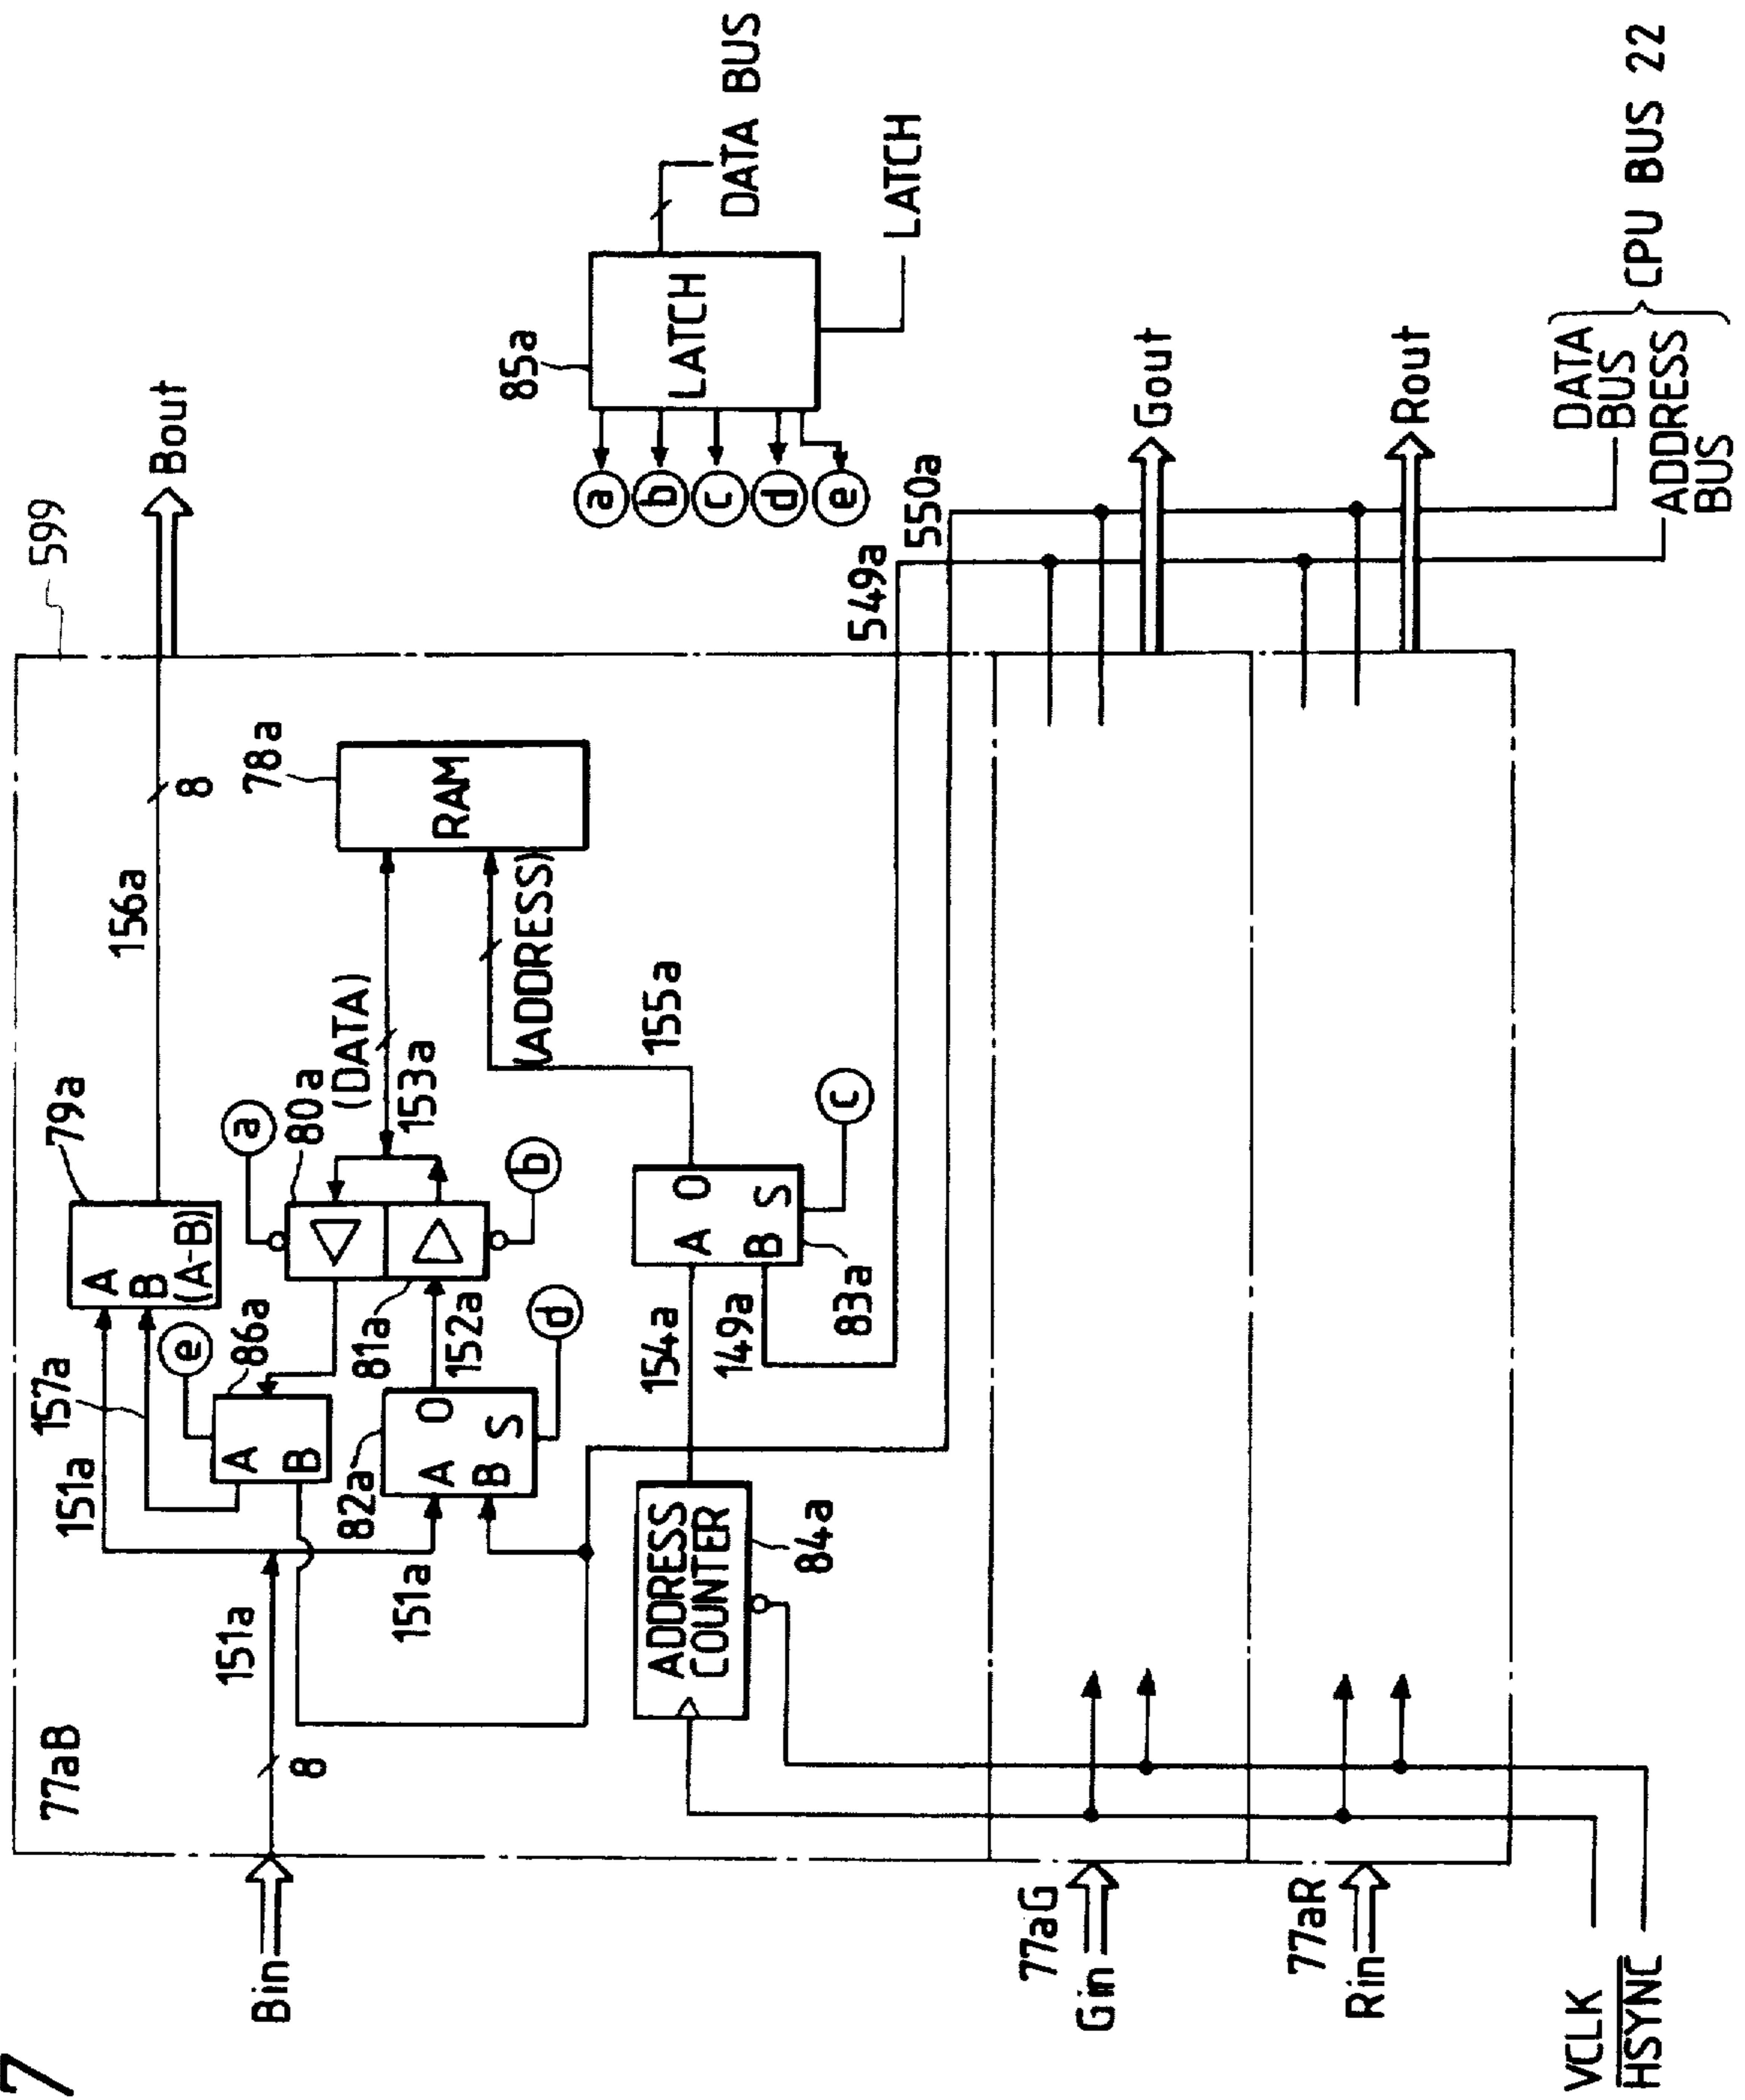 7
599
77aB
Bin
8
151a
151a
151a
157a
79a
A
B
(A-B)
156a
8
Bout
e
86a
A
B
a
80a
(DATA)
153a
78a
RAM
(ADDRESS)
81a
152a
82a
A
O
B
S
d
b
155a
154a
149a
A
O
B
S
83a
c
ADDRESS
COUNTER
84a
85a
LATCH
DATA BUS
LATCH
a
b
c
d
e
549a
550a
77aG
Gin
Gout
77aR
Rin
Rout
VCLK
HSYNC
DATA
BUS
ADDRESS
BUS
CPU BUS 22